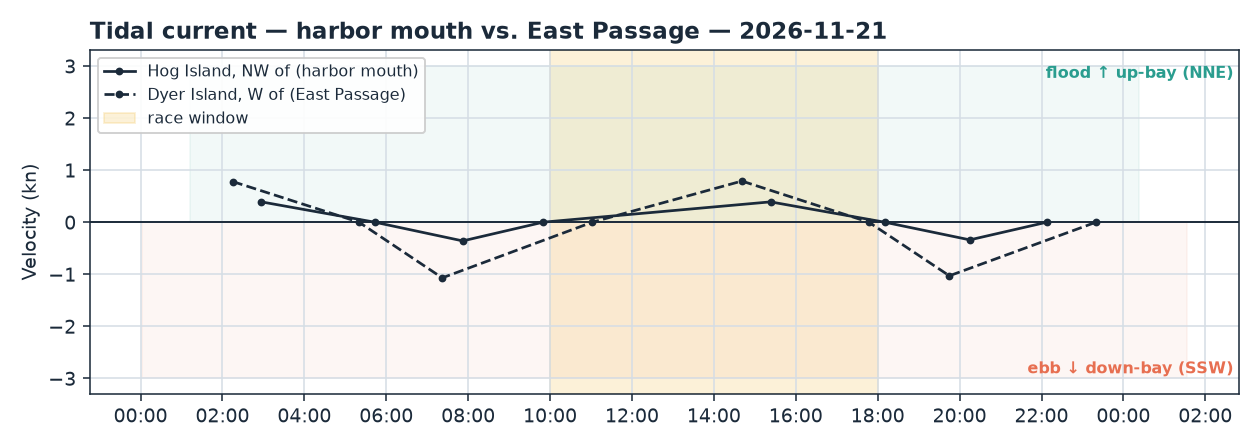 Tidal current — harbor mouth vs. East Passage — 2026-11-21
Velocity (kn)
3
2
1
0
−1
−2
−3
Hog Island, NW of (harbor mouth)
Dyer Island, W of (East Passage)
race window
flood ↑ up-bay (NNE)
ebb ↓ down-bay (SSW)
00:00 02:00 04:00 06:00 08:00 10:00 12:00 14:00 16:00 18:00 20:00 22:00 00:00 02:00